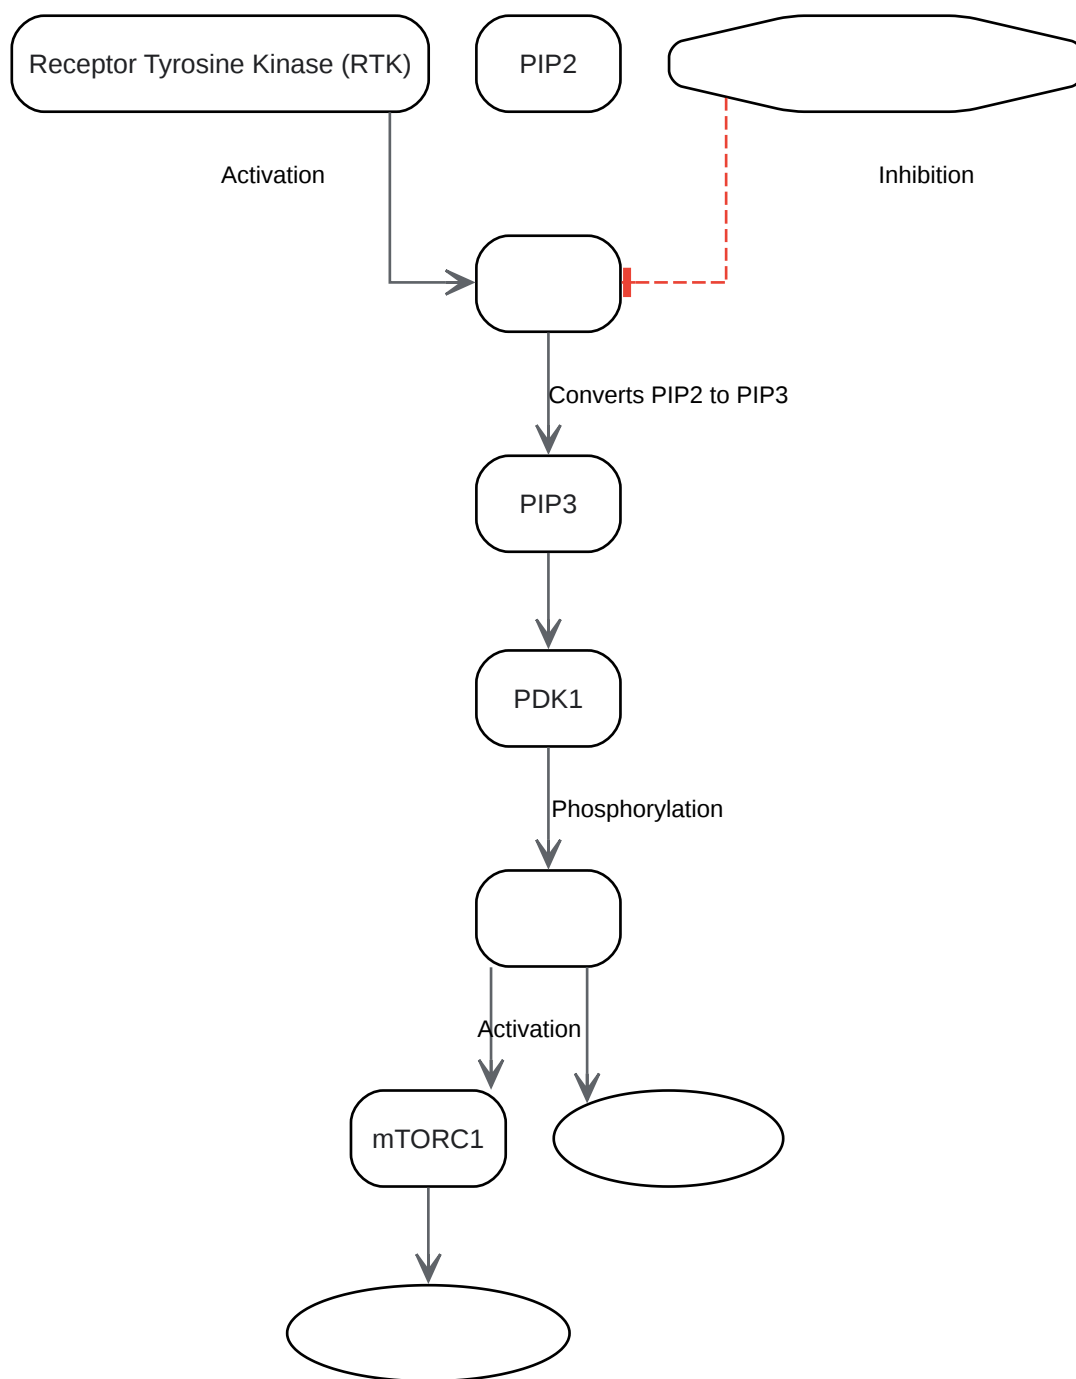 Receptor Tyrosine Kinase (RTK)
PIP2
Activation
Inhibition
Converts PIP2 to PIP3
PIP3
PDK1
Phosphorylation
Activation
mTORC1